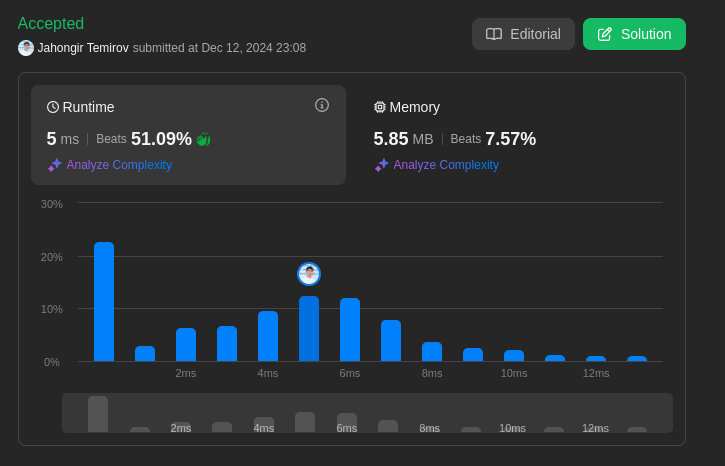 Accepted
Editorial
Solution
Jahongir Temirov submitted at Dec 12, 2024 23:08
Runtime
Memory
5 ms | Beats 51.09%
5.85 MB | Beats 7.57%
Analyze Complexity
Analyze Complexity
30%
20%
10%
0%
2ms 4ms 6ms 8ms 10ms 12ms
2ms 4ms 6ms 8ms 10ms 12ms